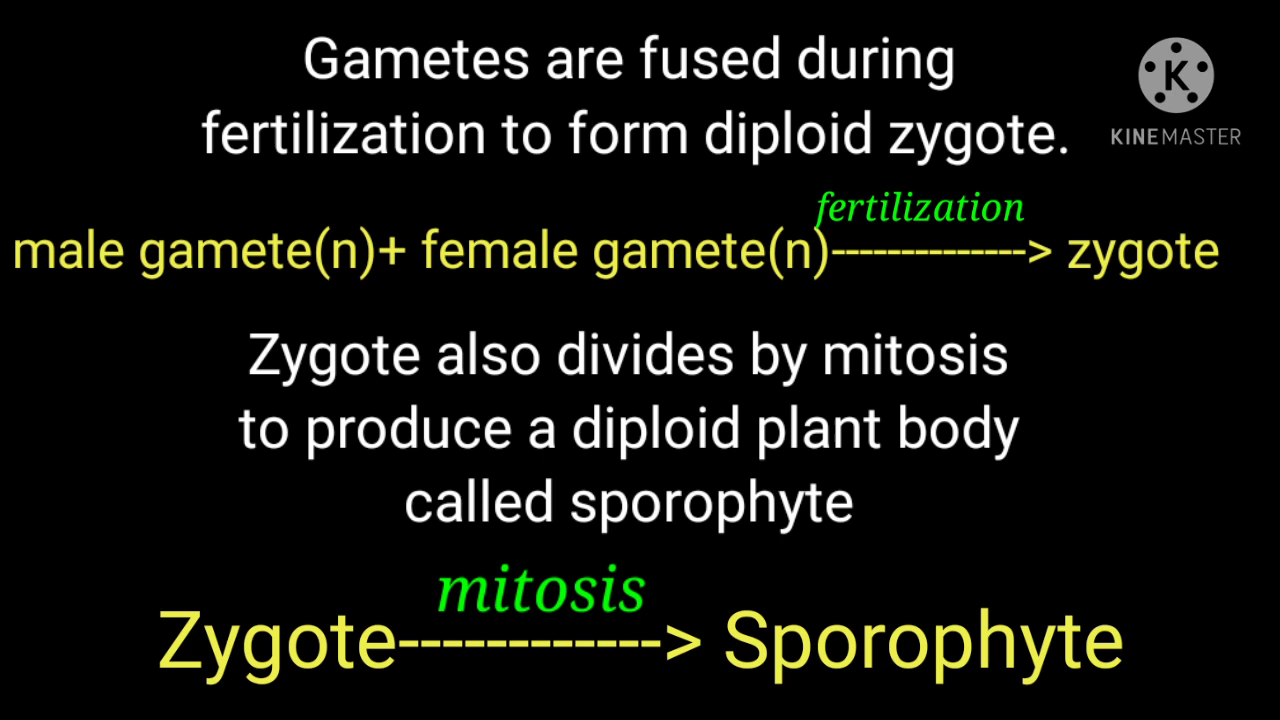 Gametes are fused during
fertilization to form diploid zygote.
K
KINEMASTER
fertilization
male gamete(n)+ female gamete(n)--------------> zygote
Zygote also divides by mitosis
to produce a diploid plant body
called sporophyte
mitosis
Zygote------------> Sporophyte